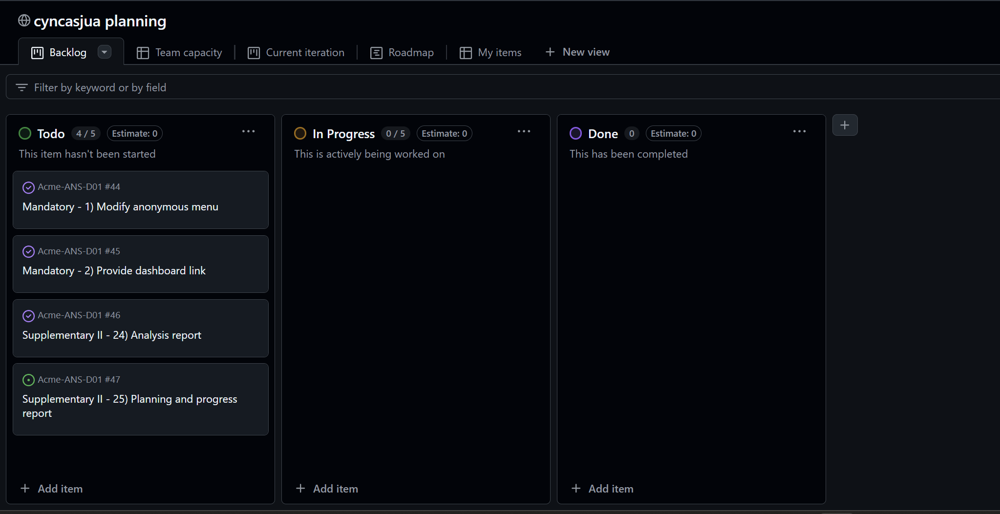 cyncasjua planning
Backlog
Team capacity
Current iteration
Roadmap
My items
New view
Filter by keyword or by field
Todo 4 / 5 Estimate: 0
This item hasn't been started
Acme-ANS-D01 #44
Mandatory - 1) Modify anonymous menu
Acme-ANS-D01 #45
Mandatory - 2) Provide dashboard link
Acme-ANS-D01 #46
Supplementary II - 24) Analysis report
Acme-ANS-D01 #47
Supplementary II - 25) Planning and progress
report
Add item
In Progress 0 / 5 Estimate: 0
This is actively being worked on
Add item
Done 0 Estimate: 0
This has been completed
Add item